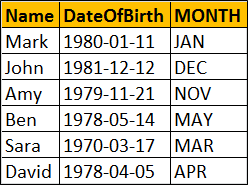 Name DateOfBirth MONTH
Mark 1980-01-11 JAN
John 1981-12-12 DEC
Amy 1979-11-21 NOV
Ben 1978-05-14 MAY
Sara 1970-03-17 MAR
David 1978-04-05 APR